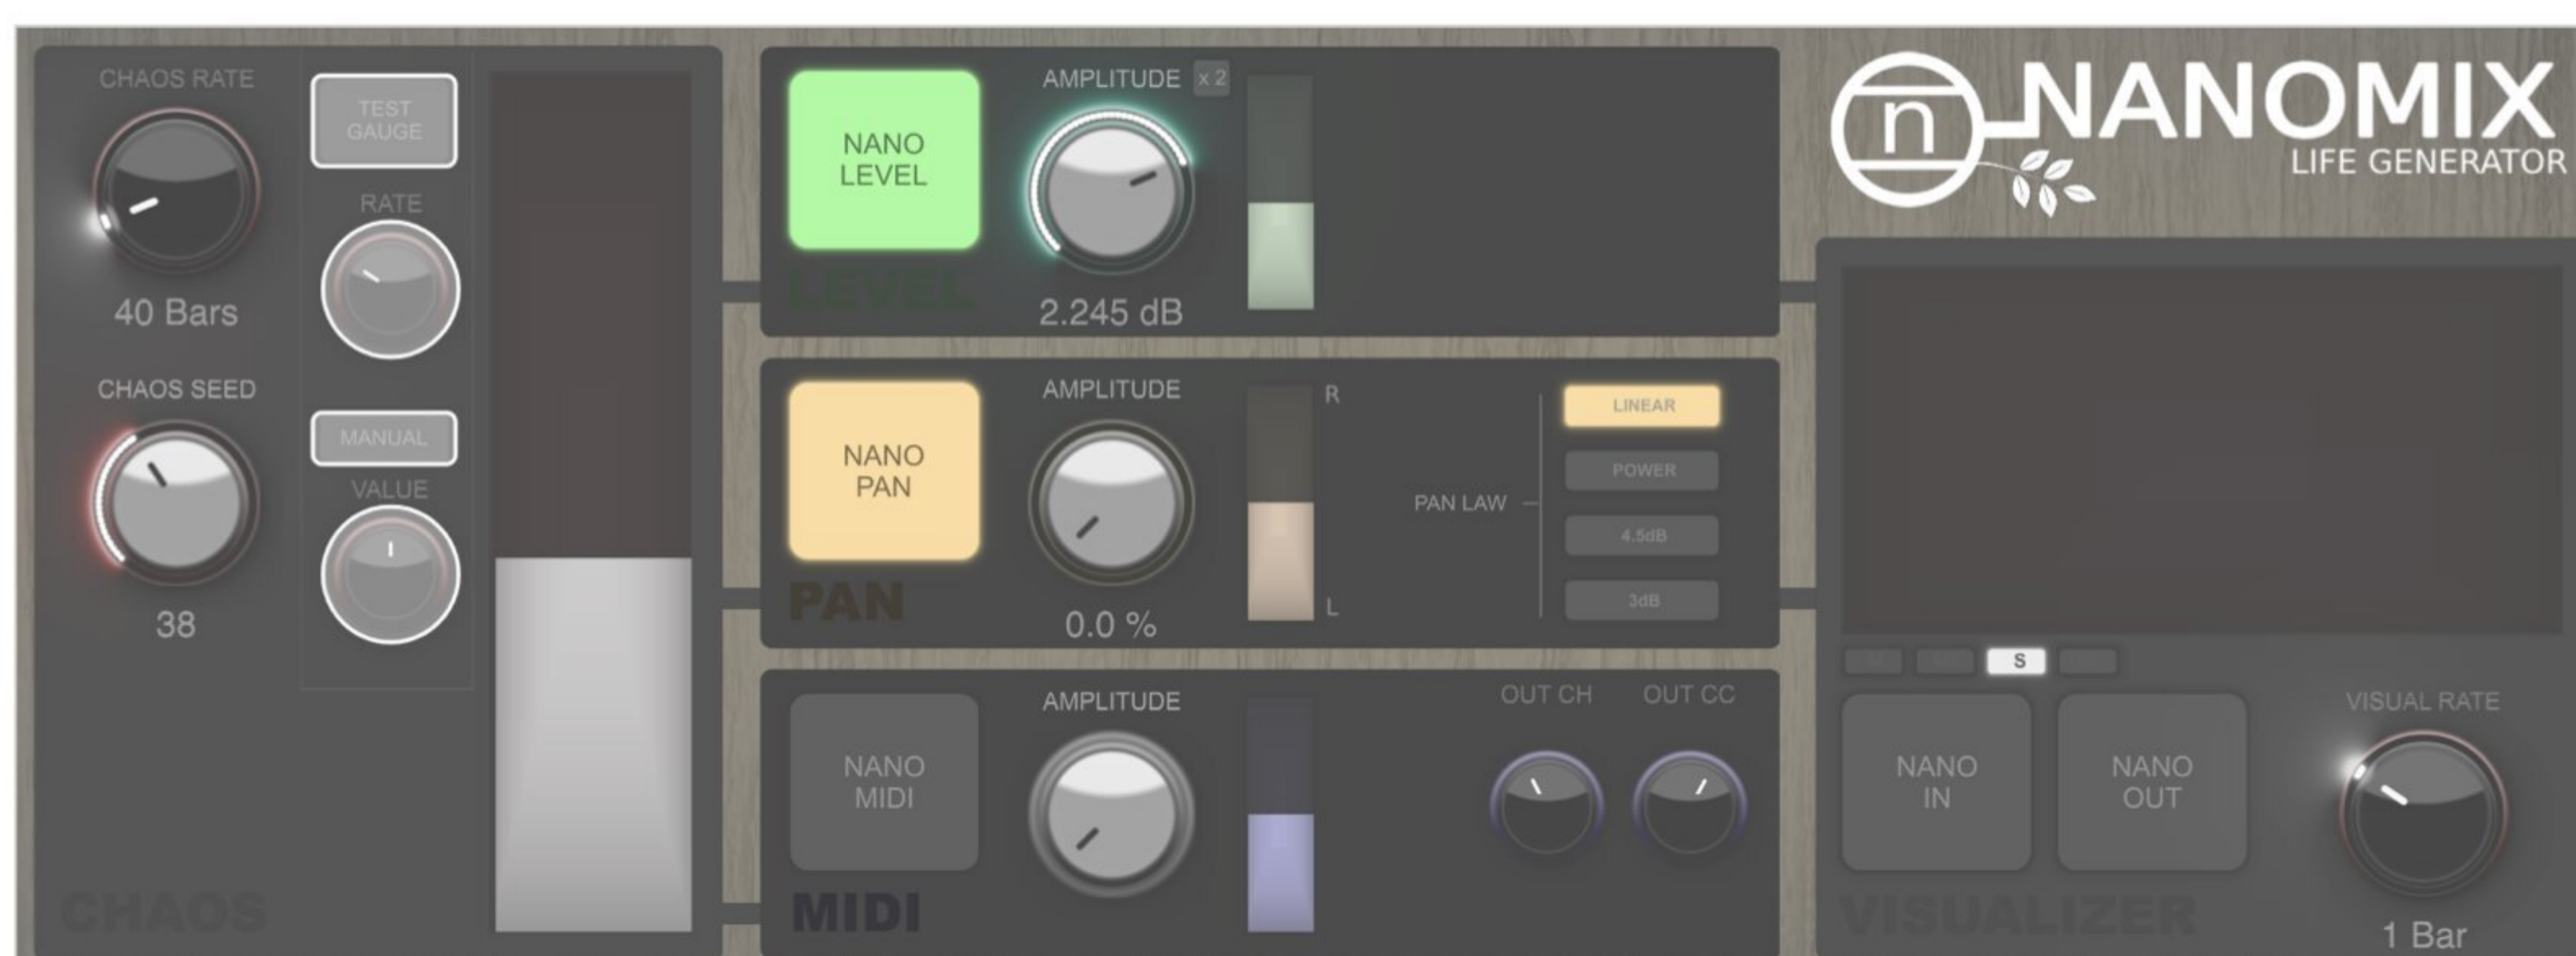 CHAOS RATE
40 Bars
CHAOS SEED
38
TEST
GAUGE
RATE
MANUAL
VALUE
CHAOS
NANO
LEVEL
LEVEL
AMPLITUDE
x 2
2.245 dB
NANO
PAN
PAN
AMPLITUDE
0.0 %
R
L
PAN LAW
LINEAR
POWER
4.5dB
3dB
NANO
MIDI
MIDI
AMPLITUDE
OUT CH
OUT CC
n
NANOMIX
LIFE GENERATOR
S
NANO
IN
NANO
OUT
VISUALIZER
VISUAL RATE
1 Bar